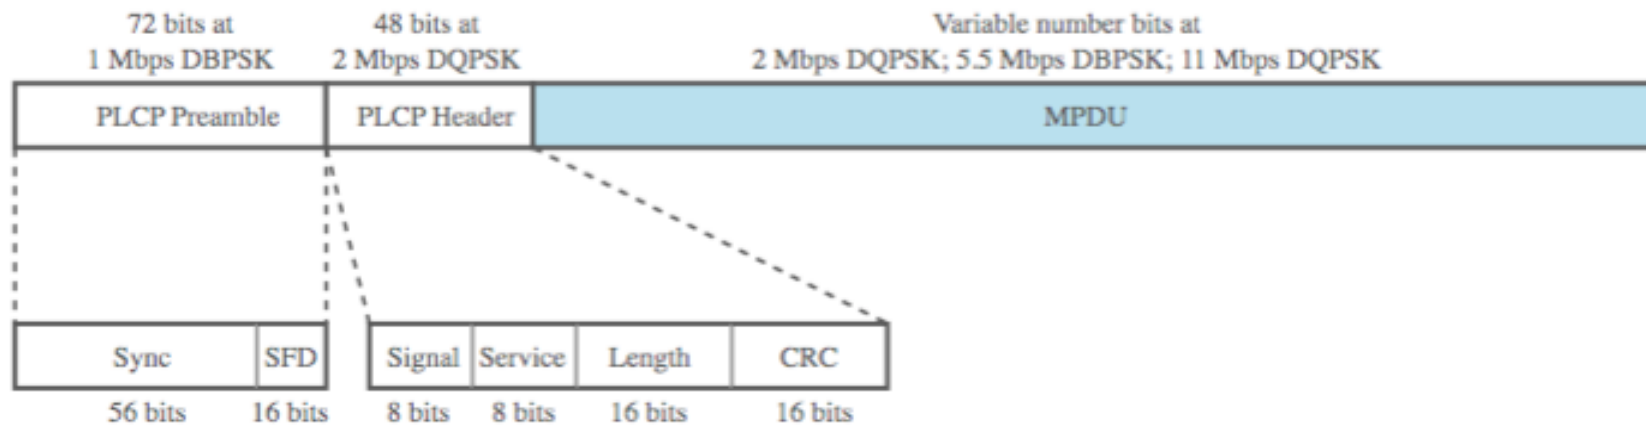 72 bits at
1 Mbps DBPSK
48 bits at
2 Mbps DQPSK
Variable number bits at
2 Mbps DQPSK; 5.5 Mbps DBPSK; 11 Mbps DQPSK
PLCP Preamble
PLCP Header
MPDU
Sync
SFD
Signal
Service
Length
CRC
56 bits
16 bits
8 bits
8 bits
16 bits
16 bits